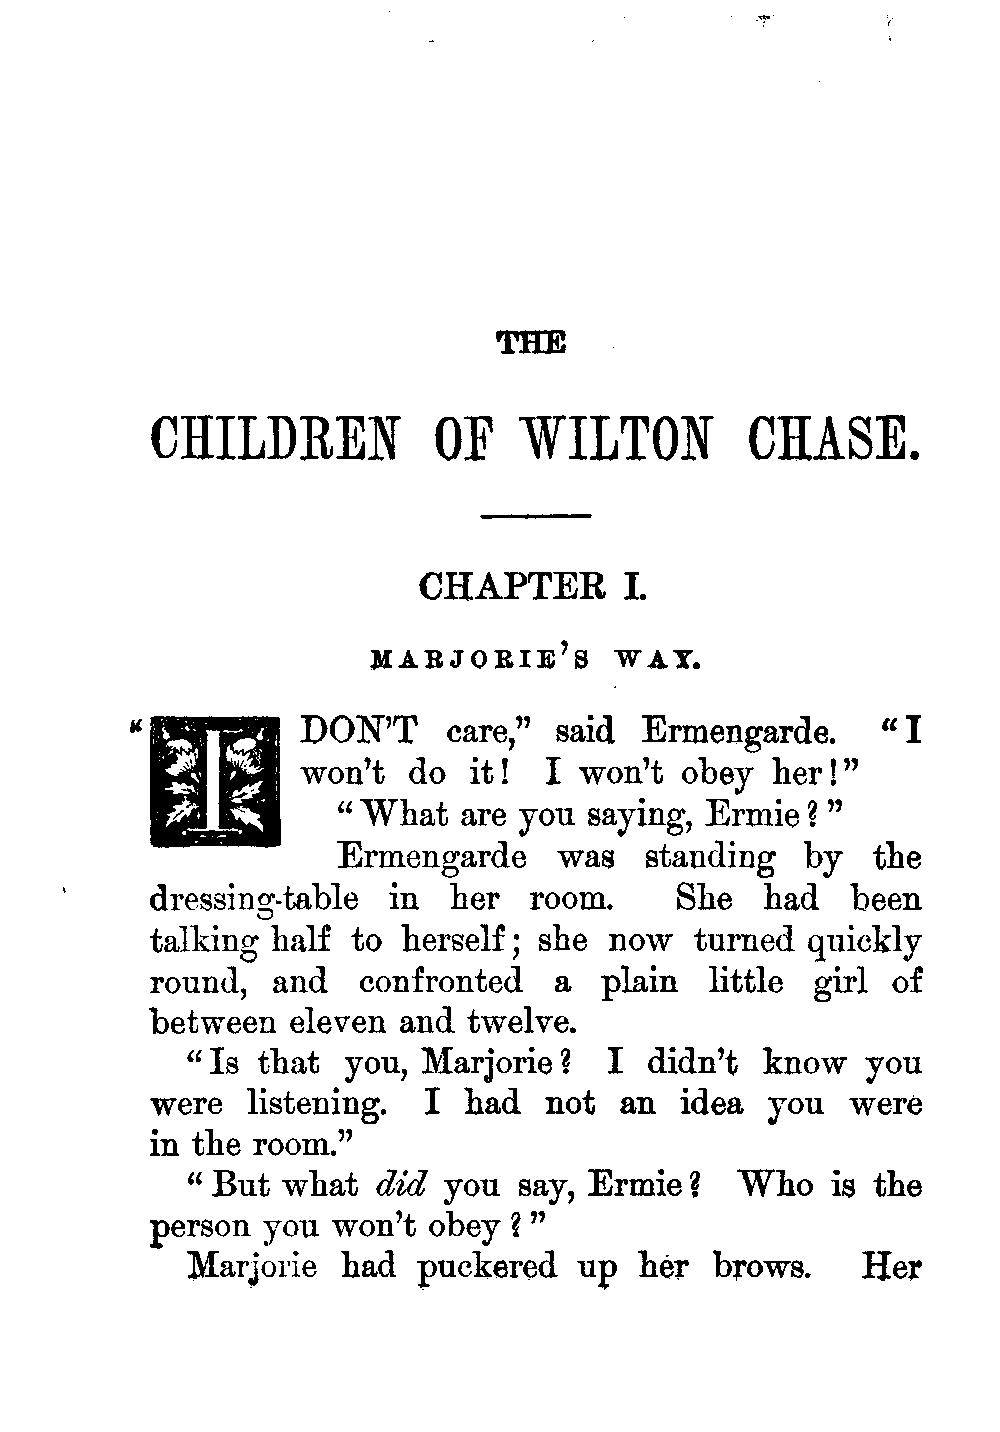 THE
CHILDREN OF WILTON CHASE.
CHAPTER I.
MARJORIE'S WAY.
“I DON'T care,” said Ermengarde. “I
won't do it! I won't obey her!”
“What are you saying, Ermie?”
Ermengarde was standing by the
dressing-table in her room. She had been
talking half to herself; she now turned quickly
round, and confronted a plain little girl of
between eleven and twelve.
“Is that you, Marjorie? I didn't know you
were listening. I had not an idea you were
in the room.”
“But what did you say, Ermie? Who is the
person you won't obey?”
Marjorie had puckered up her brows. Her